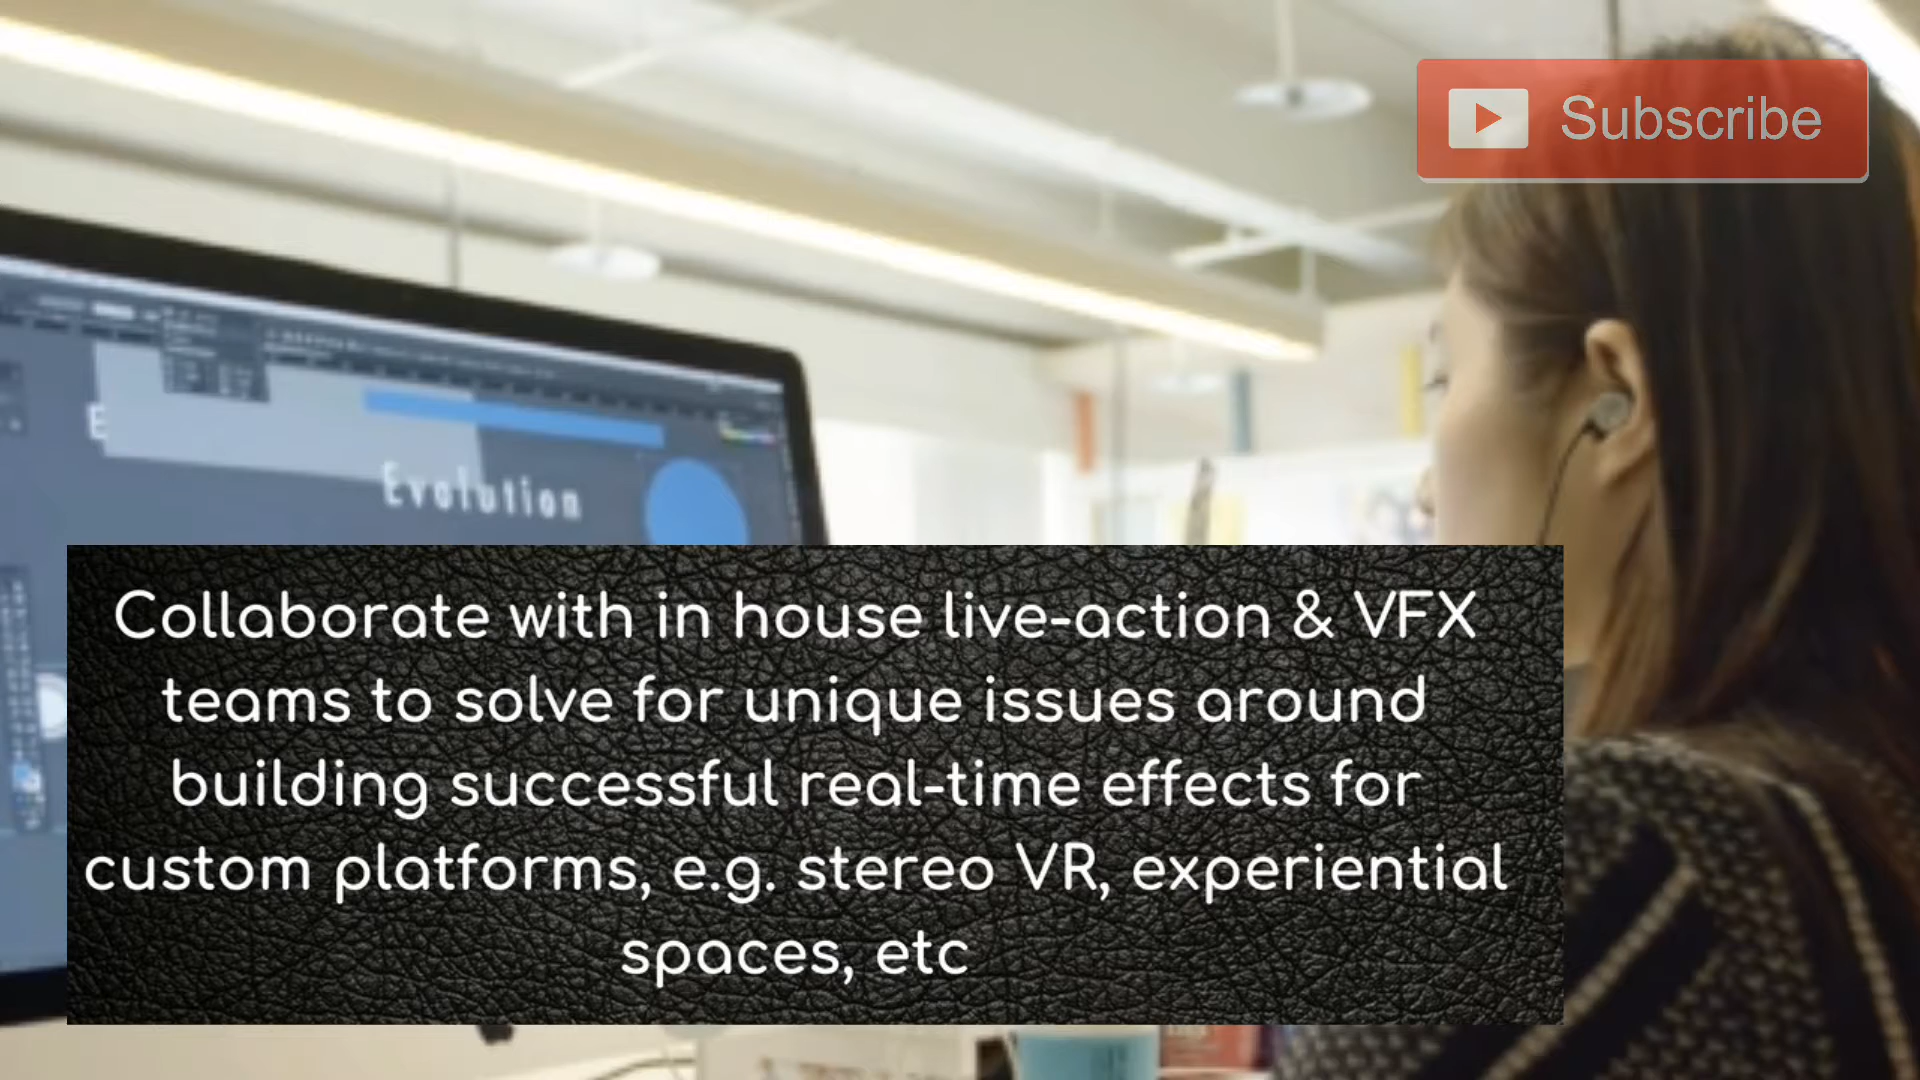 Subscribe
Evolution
Collaborate with in house live-action & VFX
teams to solve for unique issues around
building successful real-time effects for
custom platforms, e.g. stereo VR, experiential
spaces, etc